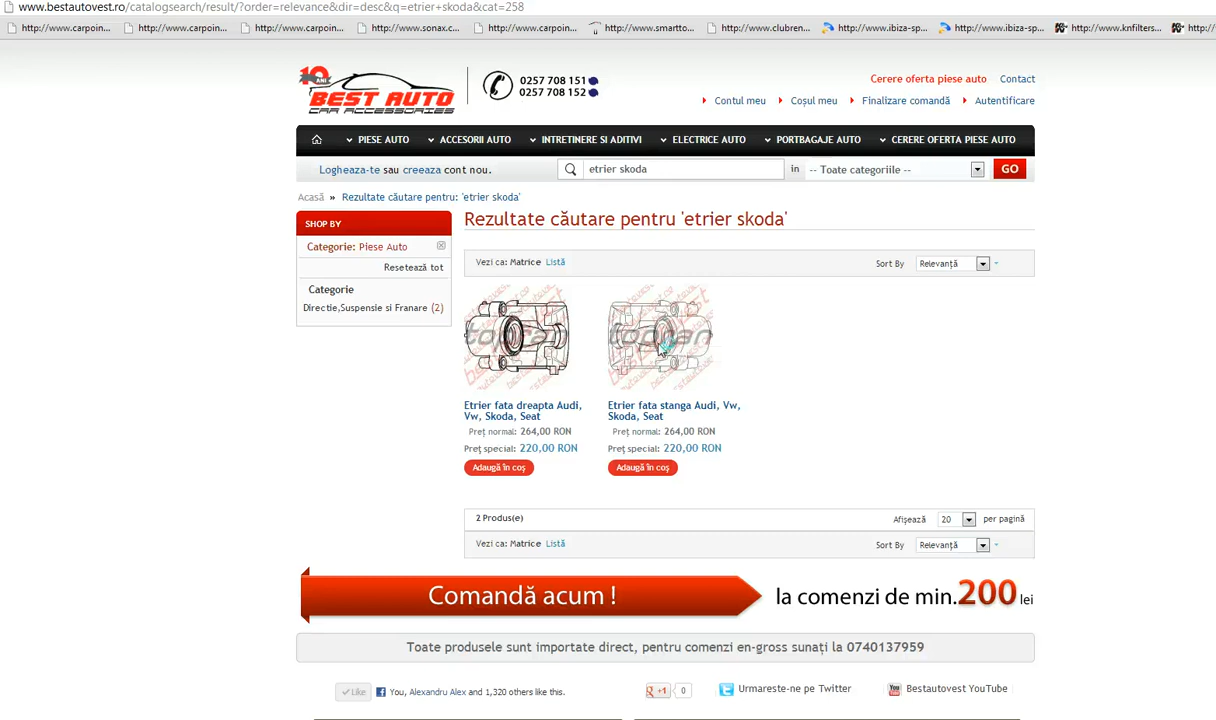 www.bestautovest.ro/catalogsearch/result/?order=relevance&dir=desc&q=etrier+skoda&cat=258
http://www.carpoin... http://www.carpoin... http://www.carpoin... http://www.sonax.c... http://www.carpoin... http://www.smartto... http://www.clubren... http://www.ibiza-sp... http://www.ibiza-sp... http://www.knfilters... http://
10 ANI
BEST AUTO
CAR ACCESSORIES
0257 708 151
0257 708 152
Cerere oferta piese auto Contact
Contul meu Coșul meu Finalizare comandă Autentificare
PIESE AUTO ACCESORII AUTO INTRETINERE SI ADITIVI ELECTRICE AUTO PORTBAGAJE AUTO CERERE OFERTA PIESE AUTO
Logheaza-te sau creeaza cont nou.
etrier skoda
in -- Toate categoriile -- GO
Acasă » Rezultate căutare pentru: 'etrier skoda'
SHOP BY
Categorie: Piese Auto
Resetează tot
Categorie
Directie,Suspensie si Franare (2)
Rezultate căutare pentru 'etrier skoda'
Vezi ca: Matrice Listă
Sort By Relevanță
topran
topran
Etrier fata dreapta Audi,
Vw, Skoda, Seat
Preț normal: 264,00 RON
Preț special: 220,00 RON
Adaugă în coș
Etrier fata stanga Audi, Vw,
Skoda, Seat
Preț normal: 264,00 RON
Preț special: 220,00 RON
Adaugă în coș
2 Produs(e)
Afișează 20 per pagină
Vezi ca: Matrice Listă
Sort By Relevanță
Comandă acum !
la comenzi de min.200 lei
Toate produsele sunt importate direct, pentru comenzi en-gross sunați la 0740137959
Like You, Alexandru Alex and 1,320 others like this.
+1 0
Urmareste-ne pe Twitter
Bestautovest YouTube